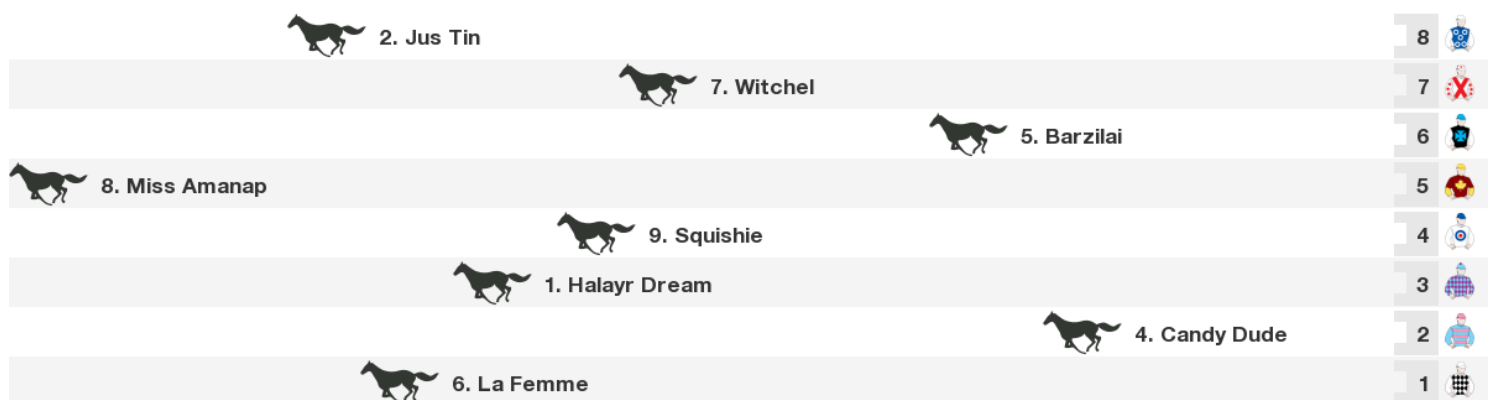 2. Jus Tin 8
7. Witchel 7
5. Barzilai 6
8. Miss Amanap 5
9. Squishie 4
1. Halayr Dream 3
4. Candy Dude 2
6. La Femme 1